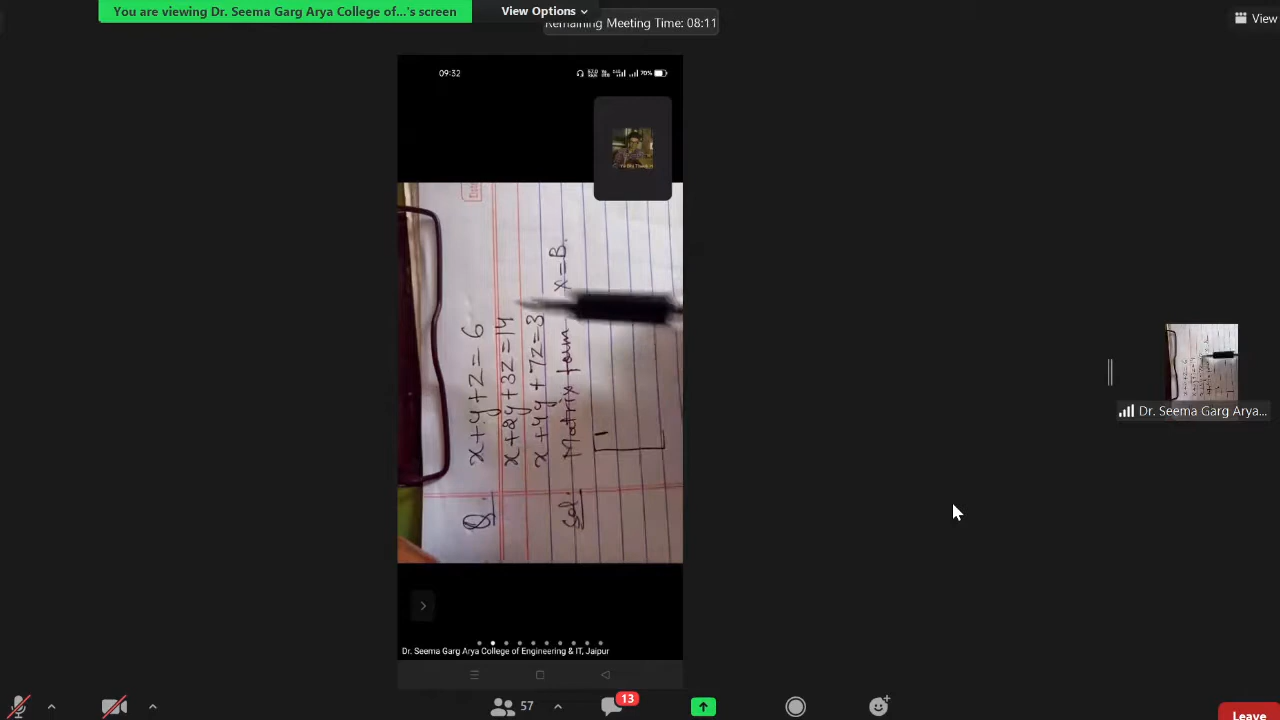 You are viewing Dr. Seema Garg Arya College of...'s screen
View Options
Remaining Meeting Time: 08:11
View
09:32
70%
Q. x+y+z=6
x+2y+3z=14
x+4y+7z=3
Sol. Matrix form x=B.
Dr. Seema Garg Arya...
Dr. Seema Garg Arya College of Engineering & IT, Jaipur
57
13
Leave